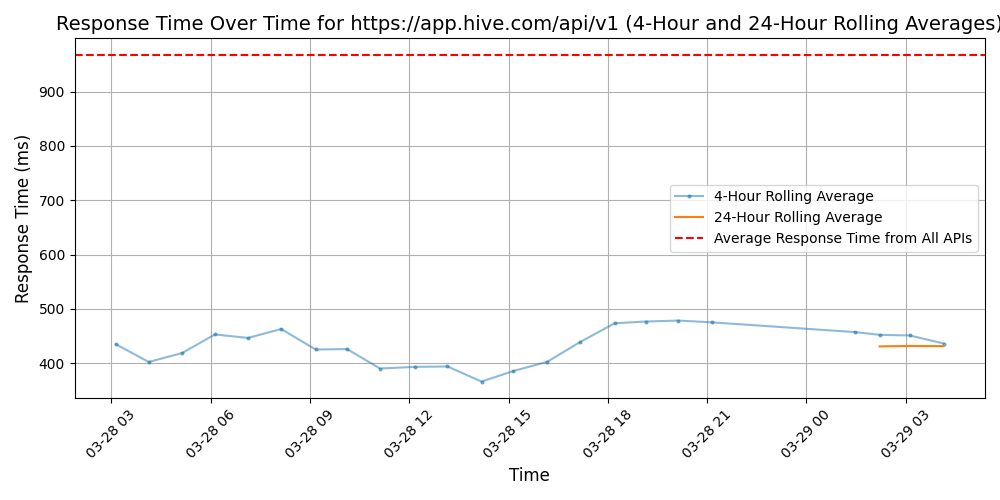 Response Time Over Time for https://app.hive.com/api/v1 (4-Hour and 24-Hour Rolling Averages)
Response Time (ms)
900
800
700
600
500
400
4-Hour Rolling Average
24-Hour Rolling Average
Average Response Time from All APIs
03-28 03
03-28 06
03-28 09
03-28 12
03-28 15
03-28 18
03-28 21
03-29 00
03-29 03
Time